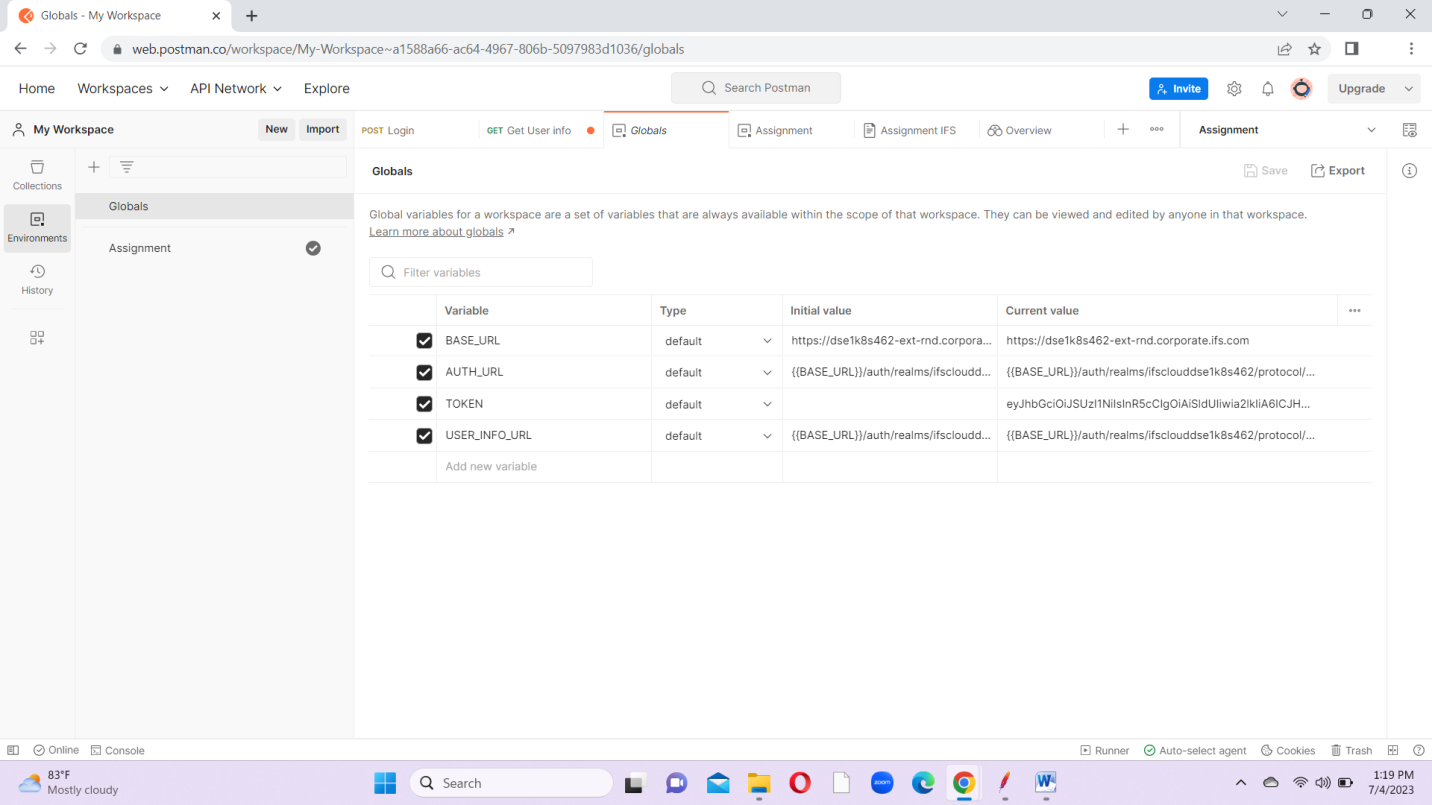 Globals - My Workspace
web.postman.co/workspace/My-Workspace~a1588a66-ac64-4967-806b-5097983d1036/globals
Home Workspaces API Network Explore Search Postman Invite Upgrade
My Workspace New Import POST Login GET Get User info Globals Assignment Assignment IFS Overview Assignment
Collections
Environments
History
Globals
Assignment
Globals Save Export
Global variables for a workspace are a set of variables that are always available within the scope of that workspace. They can be viewed and edited by anyone in that workspace.
Learn more about globals
Filter variables
Variable Type Initial value Current value
BASE_URL default https://dse1k8s462-ext-rnd.corpora... https://dse1k8s462-ext-rnd.corporate.ifs.com
AUTH_URL default {{BASE_URL}}/auth/realms/ifsclouddd... {{BASE_URL}}/auth/realms/ifsclouddse1k8s462/protocol/...
TOKEN default
USER_INFO_URL default {{BASE_URL}}/auth/realms/ifscloudd... {{BASE_URL}}/auth/realms/ifsclouddse1k8s462/protocol/...
Add new variable
Online Console Runner Auto-select agent Cookies Trash
83°F
Mostly cloudy
Search
zoom
1:19 PM
7/4/2023